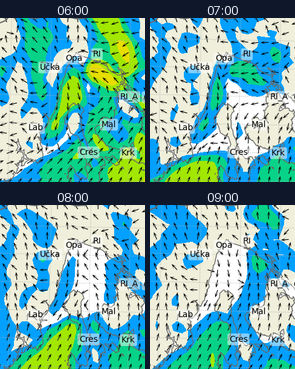 06:00 07:00
RI RI
Opa Opa
Učka Učka
RI_A RI_A
Lab Mal Lab Mal
Cres Krk Cres Krk
08:00 09:00
Opa RI Opa RI
Učka Učka
RI_A RI_A
Lab Mal Lab Mal
Cres Krk Cres Krk